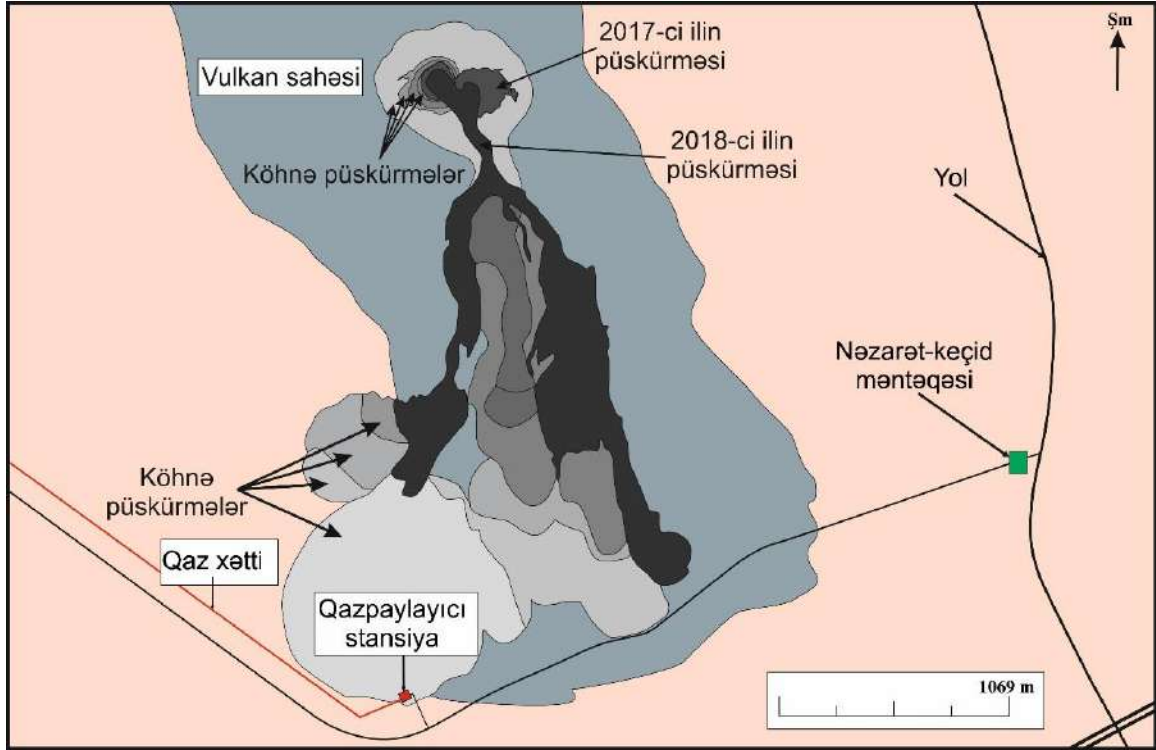 Şm
2017-ci ilin
püskürməsi
Vulkan sahəsi
2018-ci ilin
püskürməsi
Köhnə püskürmələr
Yol
Nəzarət-keçid
məntəqəsi
Köhnə
püskürmələr
Qaz xətti
Qazpaylayıcı
stansiya
1069 m